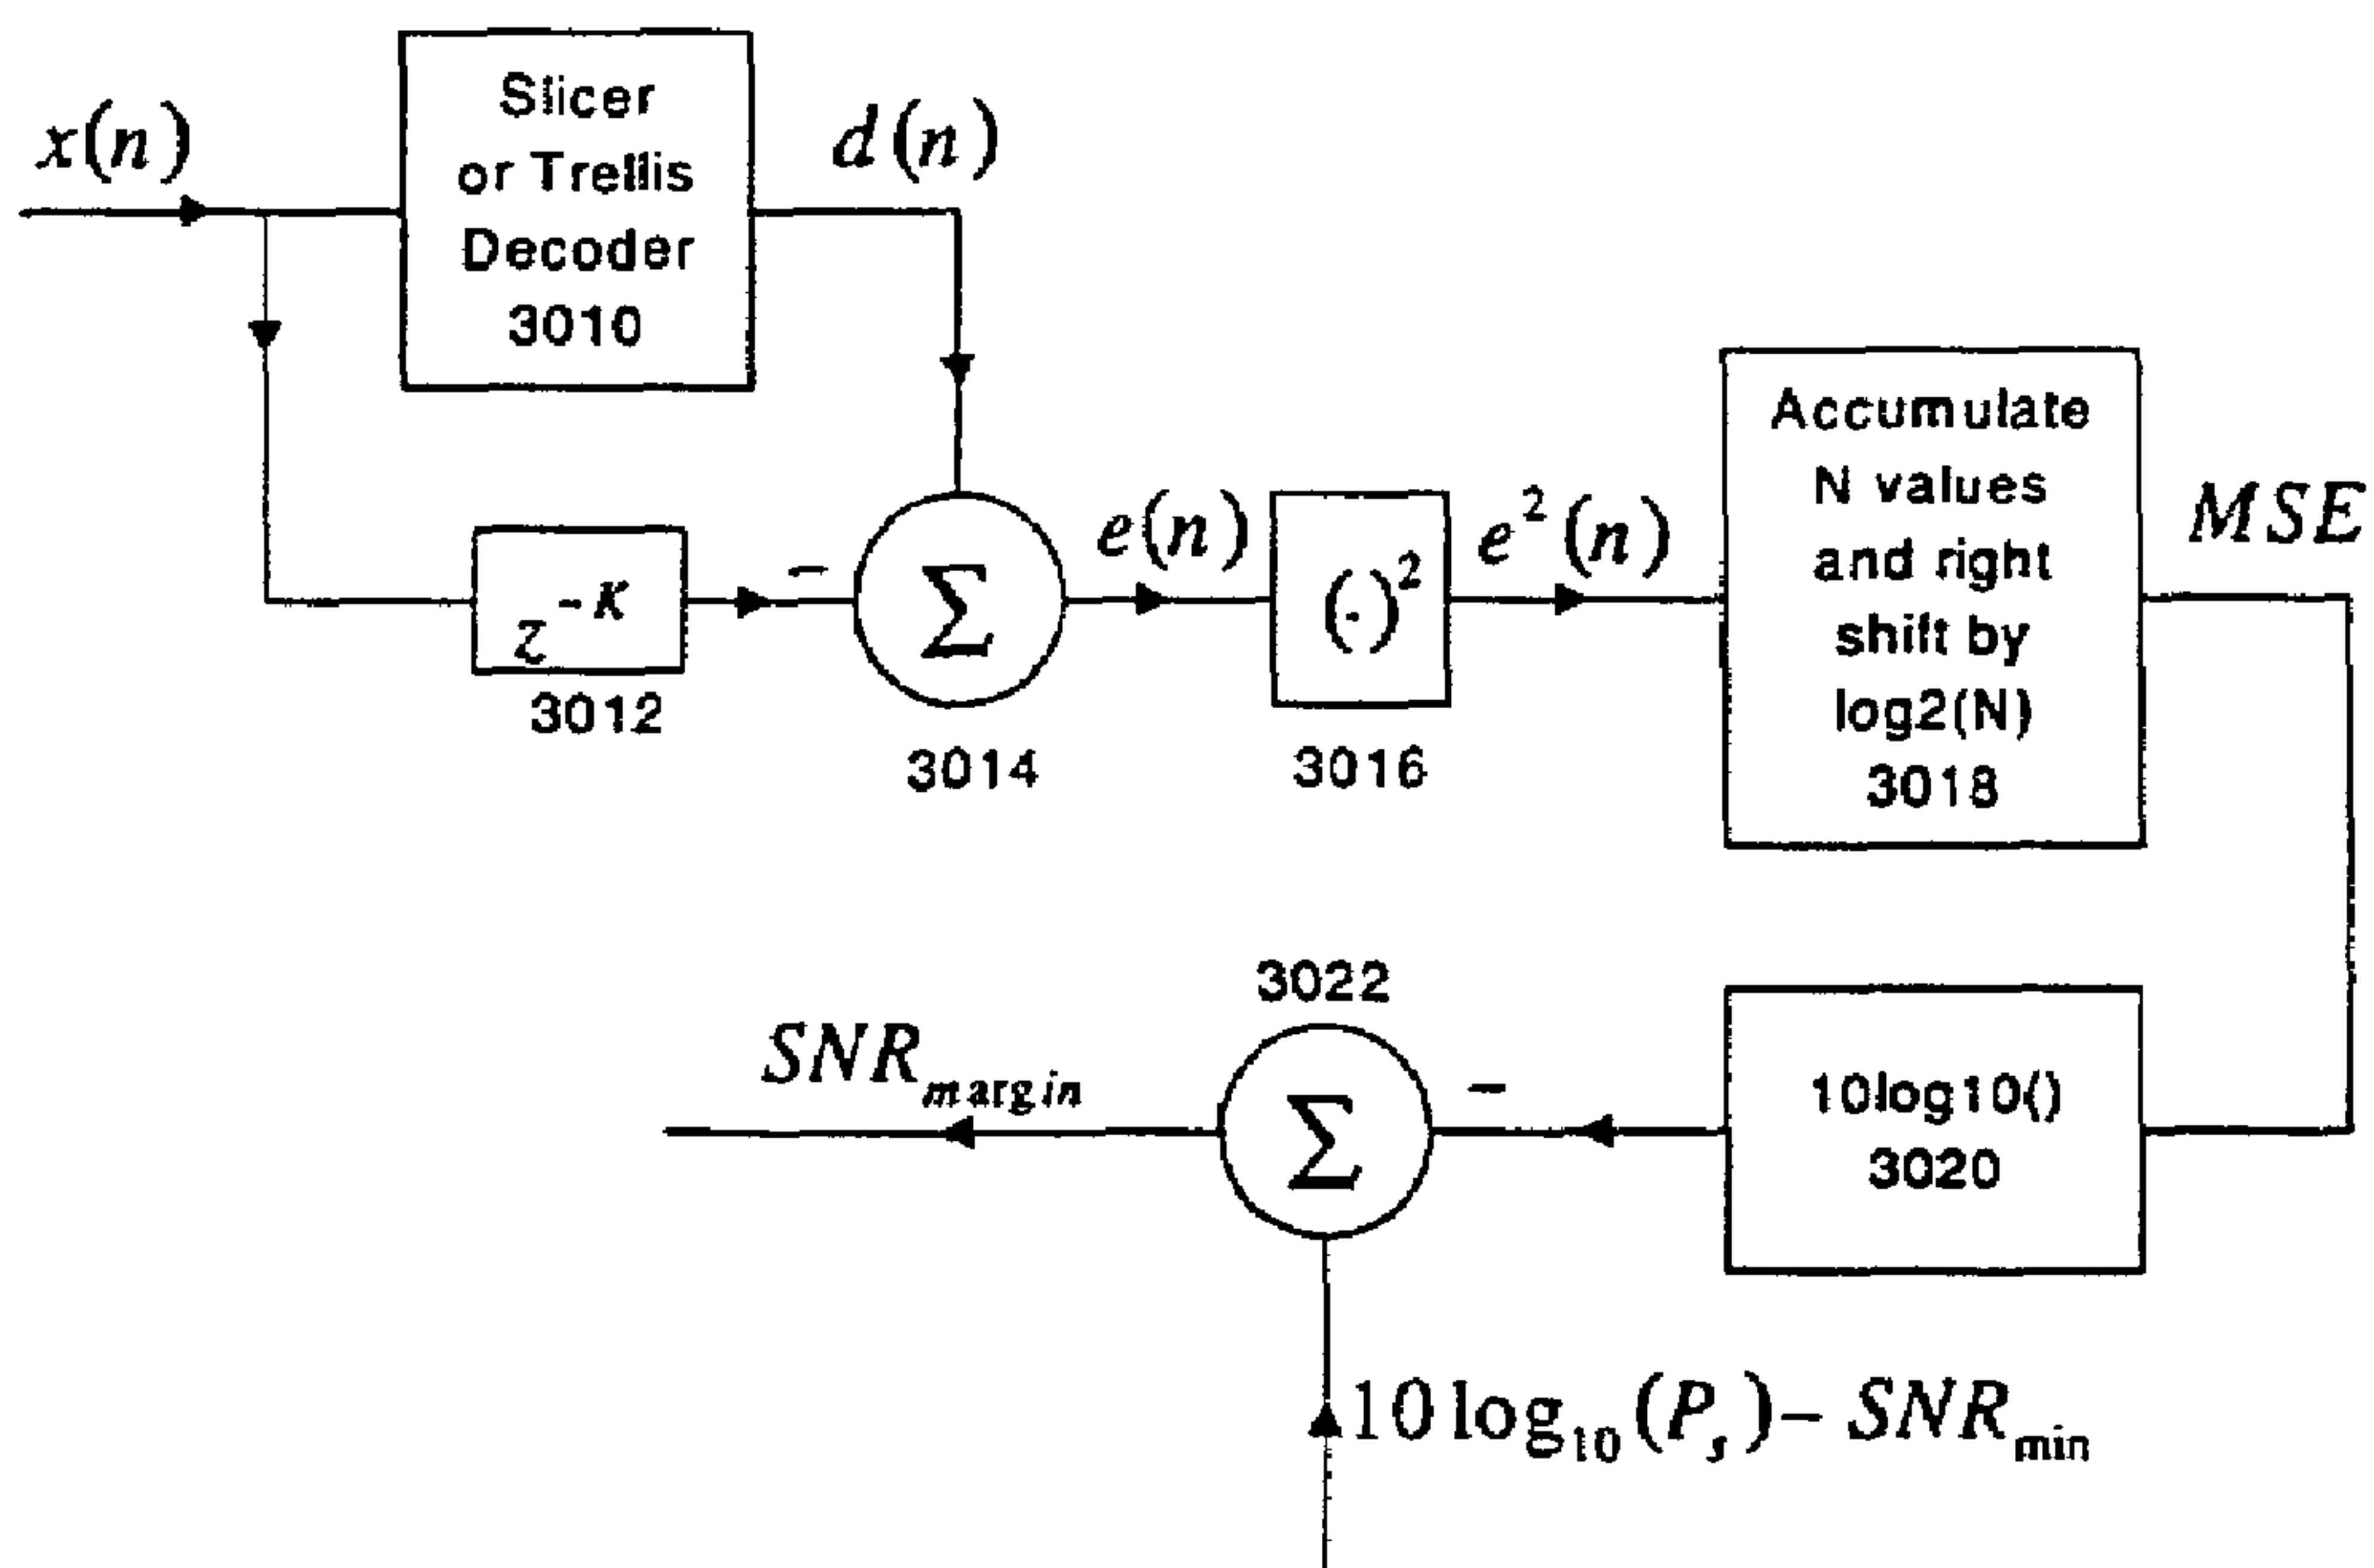 x(n)
Slicer
or Trellis
Decoder
3010
d(n)
z^-K
3012
-
Σ
3014
e(n)
(·)²
3016
e²(n)
Accumulate
N values
and right
shift by
log2(N)
3018
MSE
10log10()
3020
-
3022
Σ
SNR_margin
10 log₁₀(Pₛ) – SNR_min